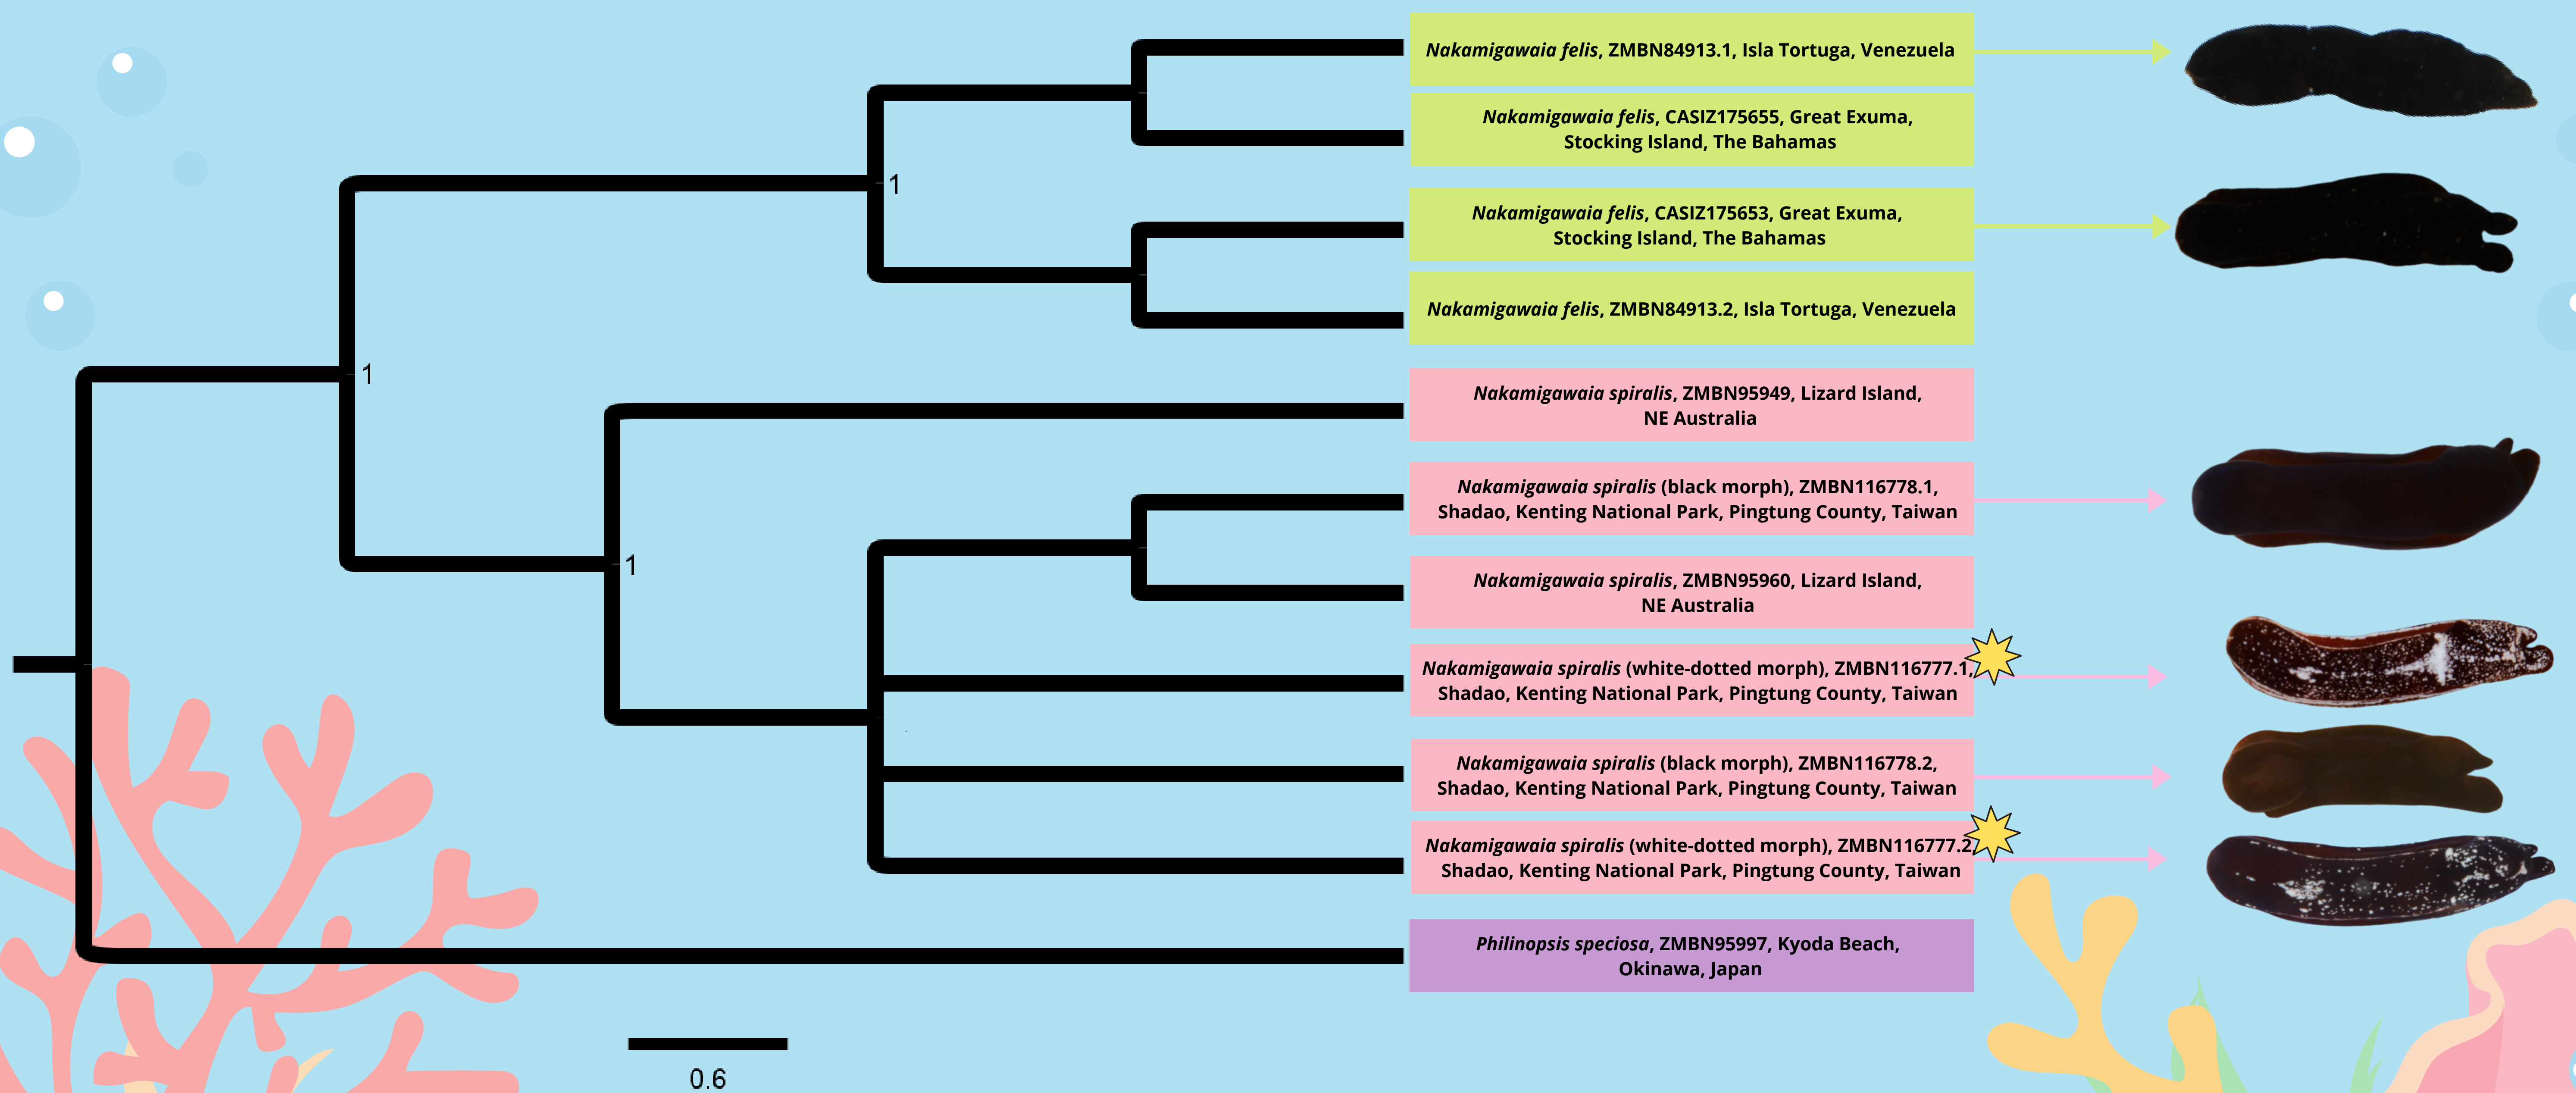 Nakamigawaia felis, ZMBN84913.1, Isla Tortuga, Venezuela
Nakamigawaia felis, CASIZ175655, Great Exuma,
Stocking Island, The Bahamas
1
Nakamigawaia felis, CASIZ175653, Great Exuma,
Stocking Island, The Bahamas
Nakamigawaia felis, ZMBN84913.2, Isla Tortuga, Venezuela
1
Nakamigawaia spiralis, ZMBN95949, Lizard Island,
NE Australia
Nakamigawaia spiralis (black morph), ZMBN116778.1,
Shadao, Kenting National Park, Pingtung County, Taiwan
1
Nakamigawaia spiralis, ZMBN95960, Lizard Island,
NE Australia
Nakamigawaia spiralis (white-dotted morph), ZMBN116777.1,
Shadao, Kenting National Park, Pingtung County, Taiwan
Nakamigawaia spiralis (black morph), ZMBN116778.2,
Shadao, Kenting National Park, Pingtung County, Taiwan
Nakamigawaia spiralis (white-dotted morph), ZMBN116777.2,
Shadao, Kenting National Park, Pingtung County, Taiwan
Philinopsis speciosa, ZMBN95997, Kyoda Beach,
Okinawa, Japan
0.6